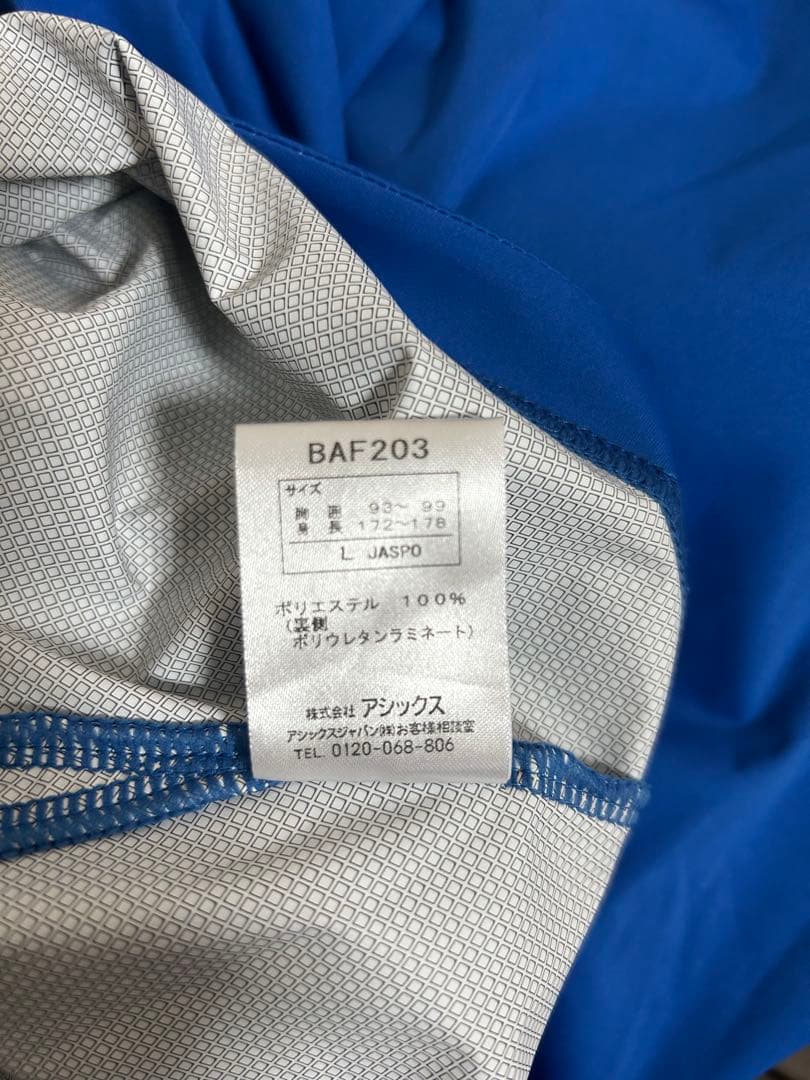 BAF203
サイズ
胸 囲 93～ 99
身 長 172～178
L JASPO
ポリエステル 100%
(裏側
ポリウレタンラミネート)
株式会社 アシックス
アシックスジャパン(株)お客様相談室
TEL. 0120-068-806